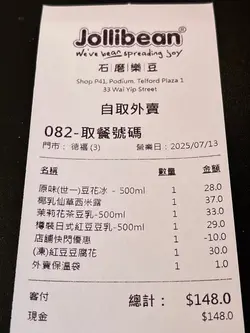 Jollibean®
We've bean spreading joy
石磨樂豆
Shop P41, Podium, Telford Plaza 1
33 Wai Yip Street
自取外賣
082-取餐號碼
門市： 德福(3) 營業日：2025/07/13
名稱 數量 金額
原味(世一)豆花冰 - 500ml 1 28.0
椰乳仙草西米露 1 37.0
茉莉花茶豆乳-500ml 1 33.0
樽裝日式紅豆豆乳-500ml 1 29.0
店舖快閃優惠 1 -10.0
(凍)紅豆豆腐花 1 30.0
外賣保溫袋 1 1.0
客付 總計： $148.0
現金 $148.0